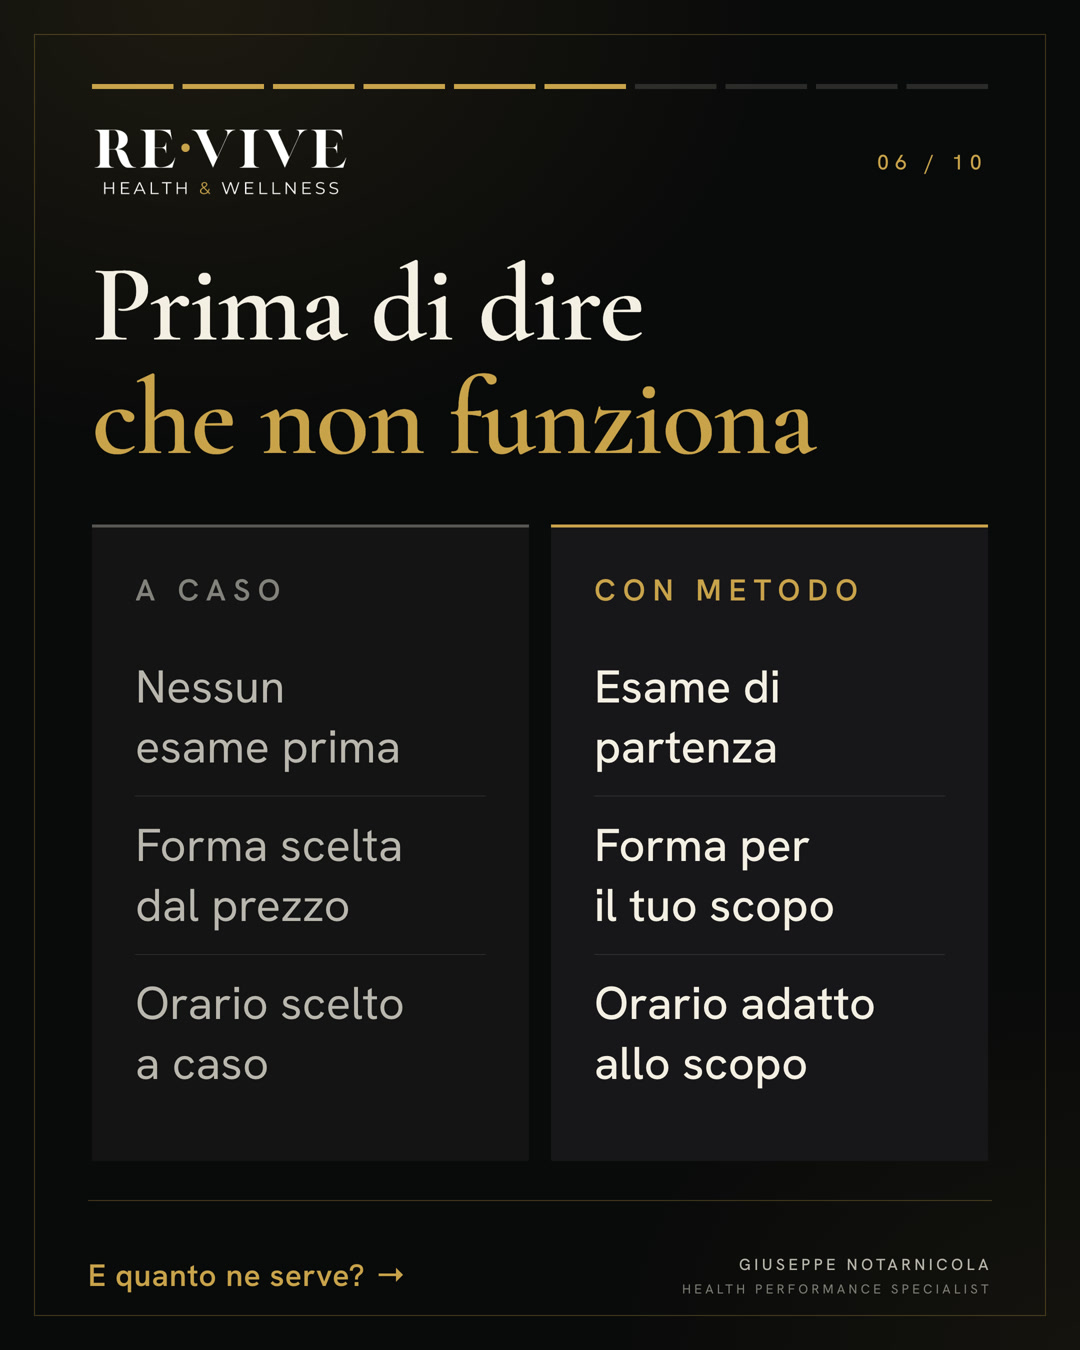 RE·VIVE
HEALTH & WELLNESS
06 / 10
Prima di dire
che non funziona
A CASO
Nessun
esame prima
Forma scelta
dal prezzo
Orario scelto
a caso
CON METODO
Esame di
partenza
Forma per
il tuo scopo
Orario adatto
allo scopo
E quanto ne serve? →
GIUSEPPE NOTARNICOLA
HEALTH PERFORMANCE SPECIALIST